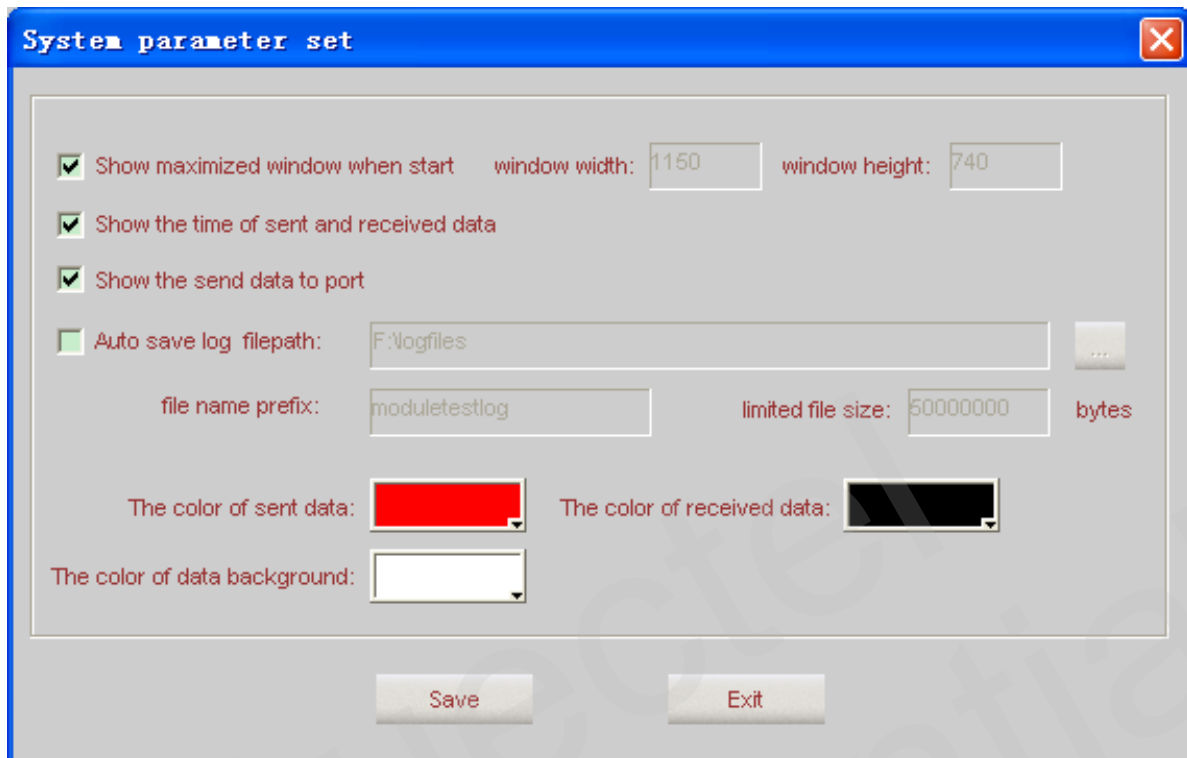 System parameter set
Show maximized window when start window width: 1150 window height: 740
Show the time of sent and received data
Show the send data to port
Auto save log filepath: F:\logfiles ...
file name prefix: moduletestlog limited file size: 50000000 bytes
The color of sent data: The color of received data:
The color of data background:
Save Exit